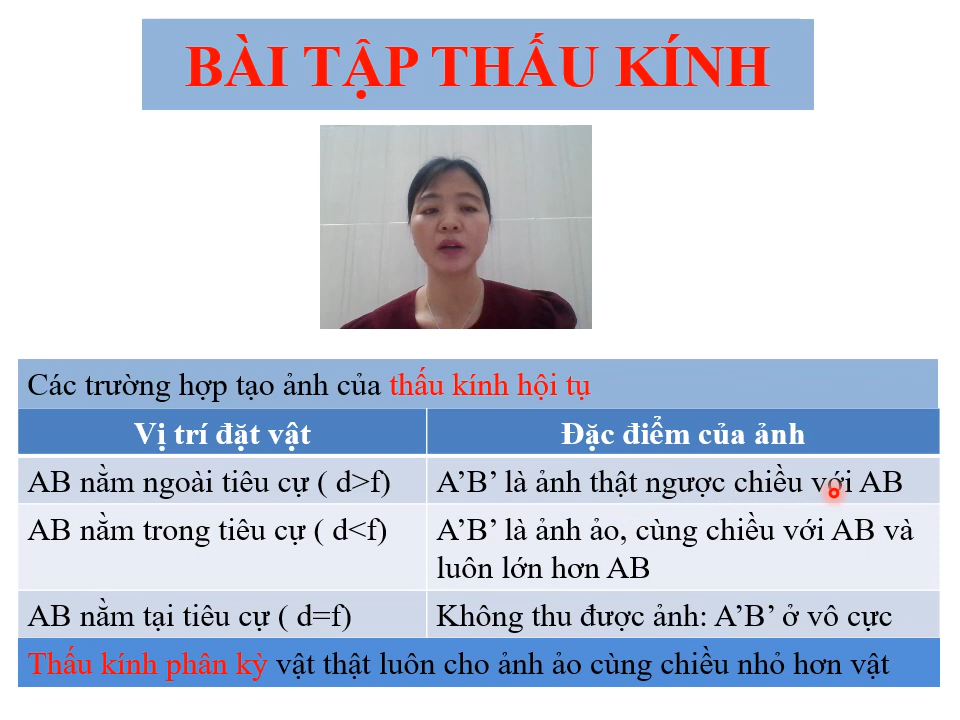 BÀI TẬP THẤU KÍNH
Các trường hợp tạo ảnh của thấu kính hội tụ
Vị trí đặt vật
Đặc điểm của ảnh
AB nằm ngoài tiêu cự ( d>f)
A’B’ là ảnh thật ngược chiều với AB
AB nằm trong tiêu cự ( d<f)
A’B’ là ảnh ảo, cùng chiều với AB và
luôn lớn hơn AB
AB nằm tại tiêu cự ( d=f)
Không thu được ảnh: A’B’ ở vô cực
Thấu kính phân kỳ vật thật luôn cho ảnh ảo cùng chiều nhỏ hơn vật